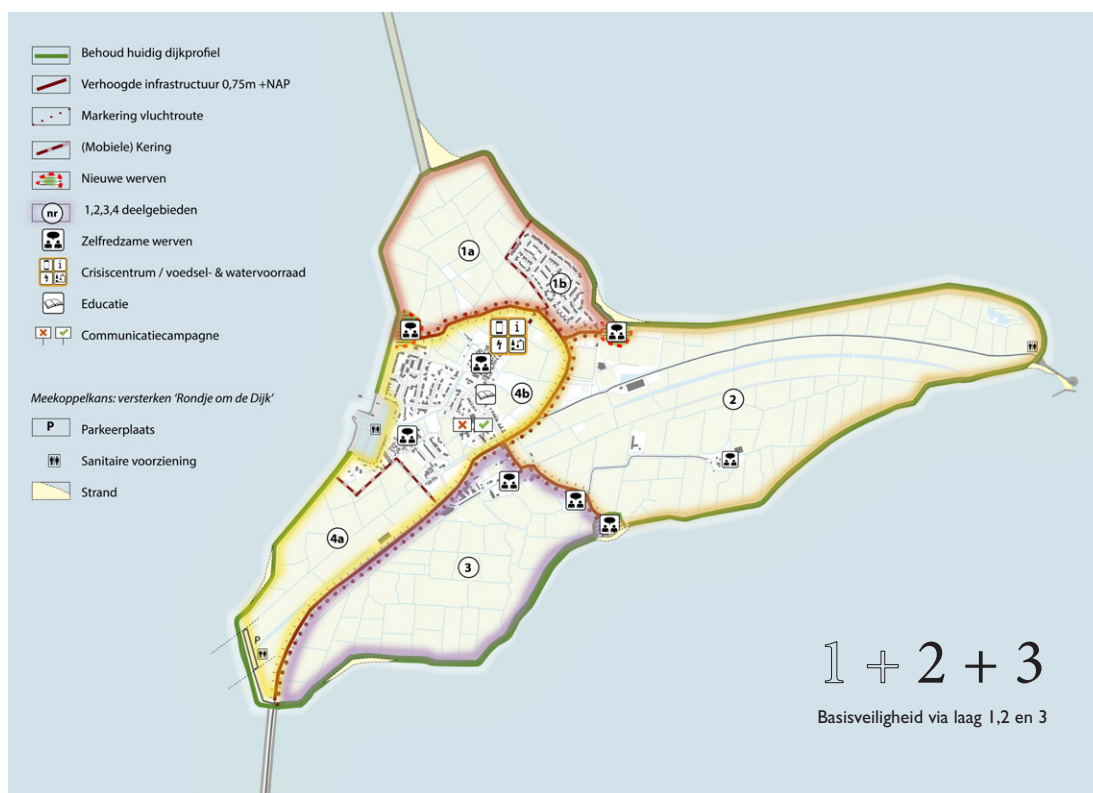 Behoud huidig dijkprofiel
Verhoogde infrastructuur 0,75m +NAP
Markering vluchtroute
(Mobiele) Kering
Nieuwe werven
nr 1,2,3,4 deelgebieden
Zelfredzame werven
Crisiscentrum / voedsel- & watervoorraad
Educatie
Communicatiecampagne
Meekoppelkans: versterken 'Rondje om de Dijk'
P Parkeerplaats
Sanitaire voorziening
Strand
1a
1b
4b
2
4a
3
P
1 + 2 + 3
Basisveiligheid via laag 1,2 en 3